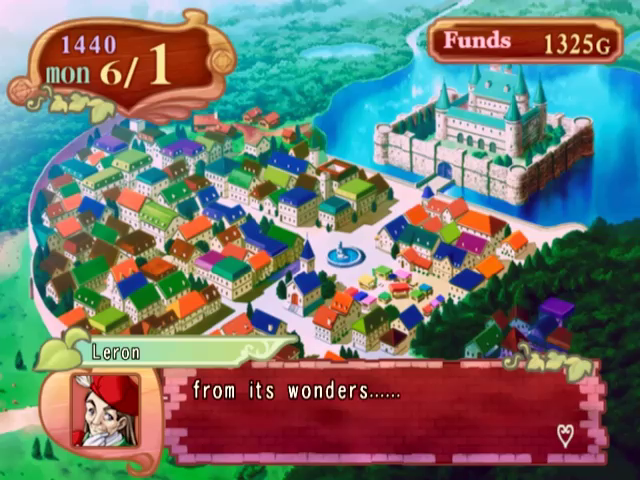 1440
mon 6/1
Funds 1325G
Leron
from its wonders......